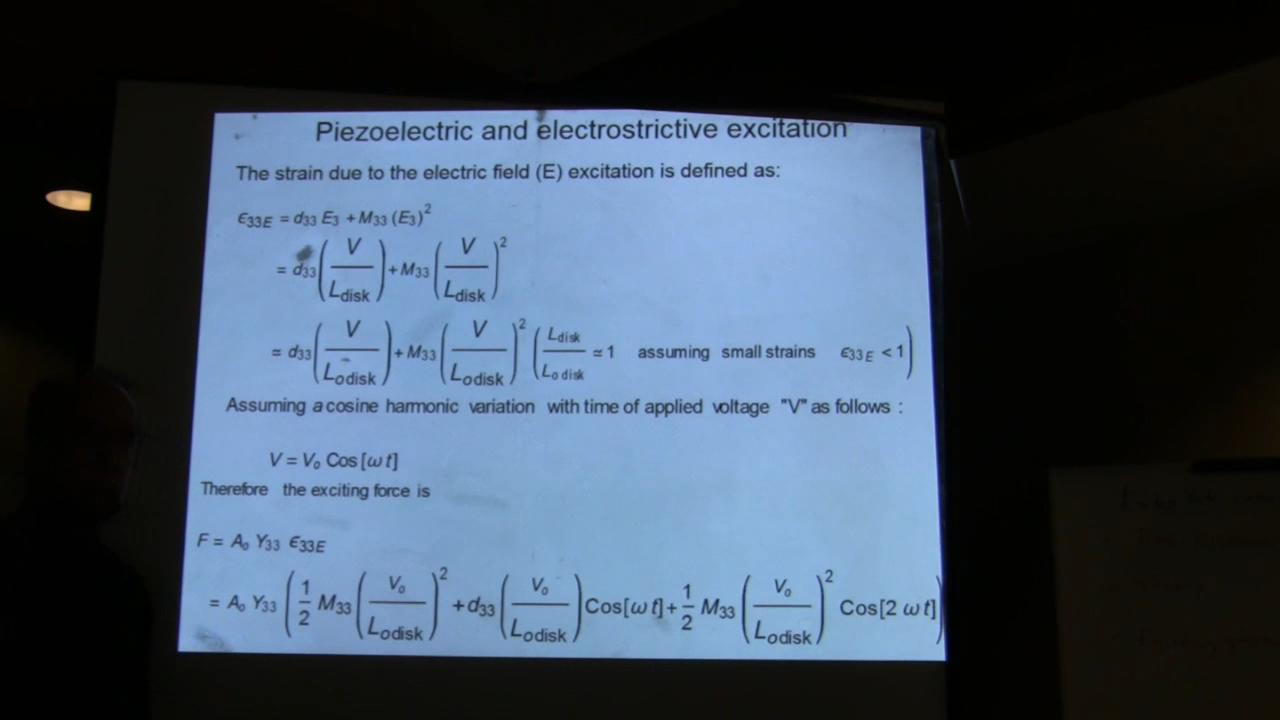 Piezoelectric and electrostrictive excitation
The strain due to the electric field (E) excitation is defined as:
ϵ33E = d33 E3 + M33 (E3)^2
= d33 (V / Ldisk) + M33 (V / Ldisk)^2
≃ d33 (V / Lodisk) + M33 (V / Lodisk)^2 (Ldisk / Lo disk ≃ 1 assuming small strains ϵ33E < 1)
Assuming a cosine harmonic variation with time of applied voltage "V" as follows :
V = Vo Cos[ω t]
Therefore the exciting force is
F = Ao Y33 ϵ33E
= Ao Y33 (1/2 M33 (Vo / Lodisk)^2 + d33 (Vo / Lodisk) Cos[ω t] + 1/2 M33 (Vo / Lodisk)^2 Cos[2 ω t])